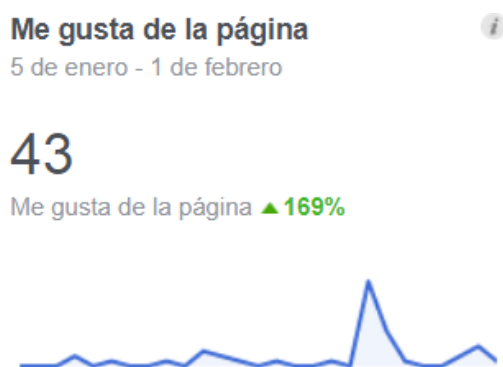 Me gusta de la página
i
5 de enero - 1 de febrero
43
Me gusta de la página ▲ 169%